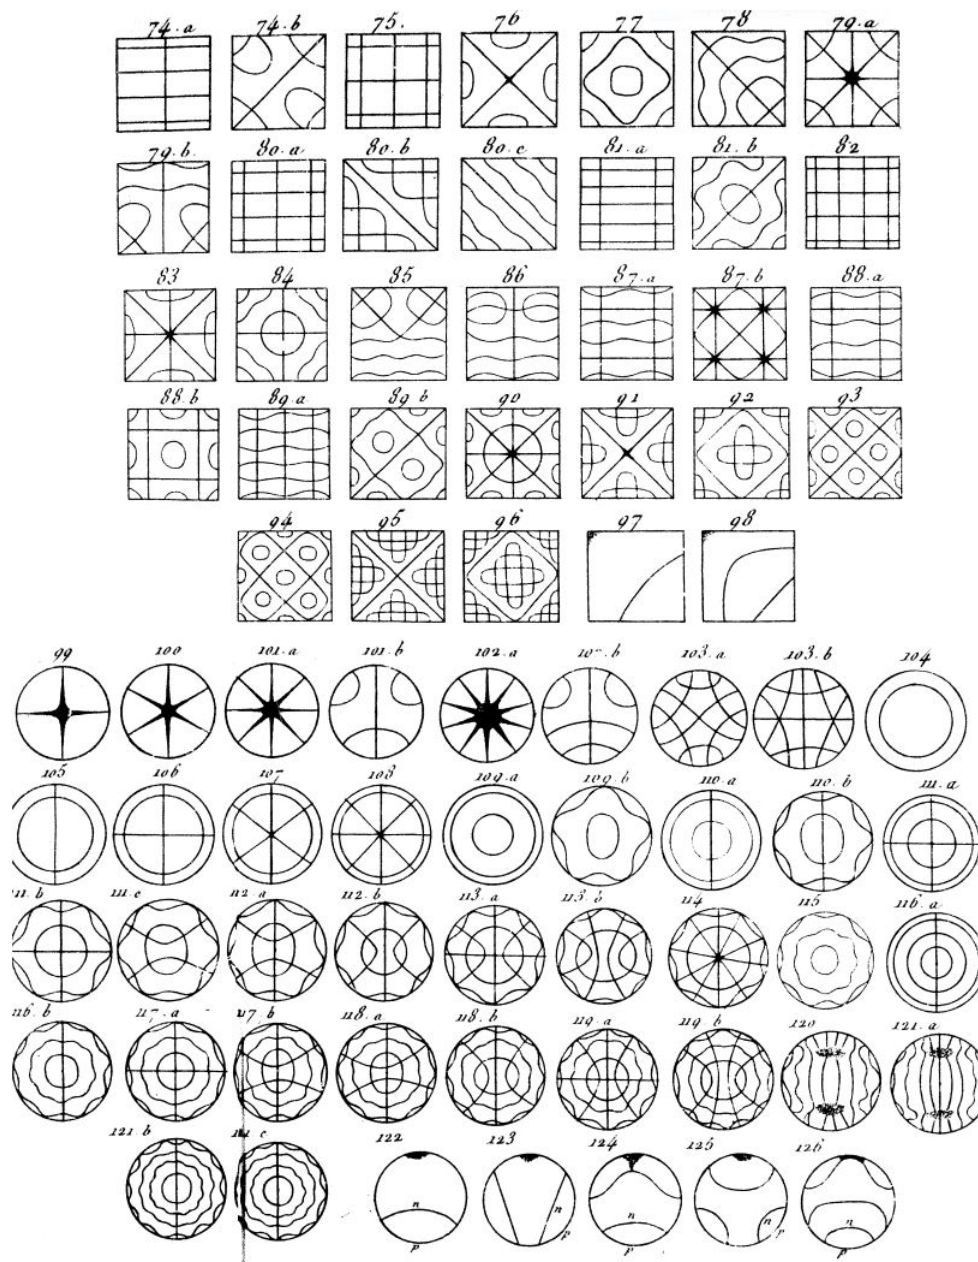 74.a 74.b 75. 76 77 78 79.a
79.b. 80.a 80.b 80.c 81.a 81.b 82
83 84 85 86 87.a 87.b 88.a
88.b 89.a 89.b 90 91 92 93
94 95 96 97 98
99 100 101.a 101.b 102.a 103.a 103.b 104
105 106 107 108 109.a 109.b 110.a 110.b 111.a
111.c 112.a 112.b 113.a 113.b 114 115 116.a
116.b 117.a 117.b 118.a 118.b 119.a 119.b 120 121.a
121.b 122 123 124 125 126
n n n n n
p p p p p